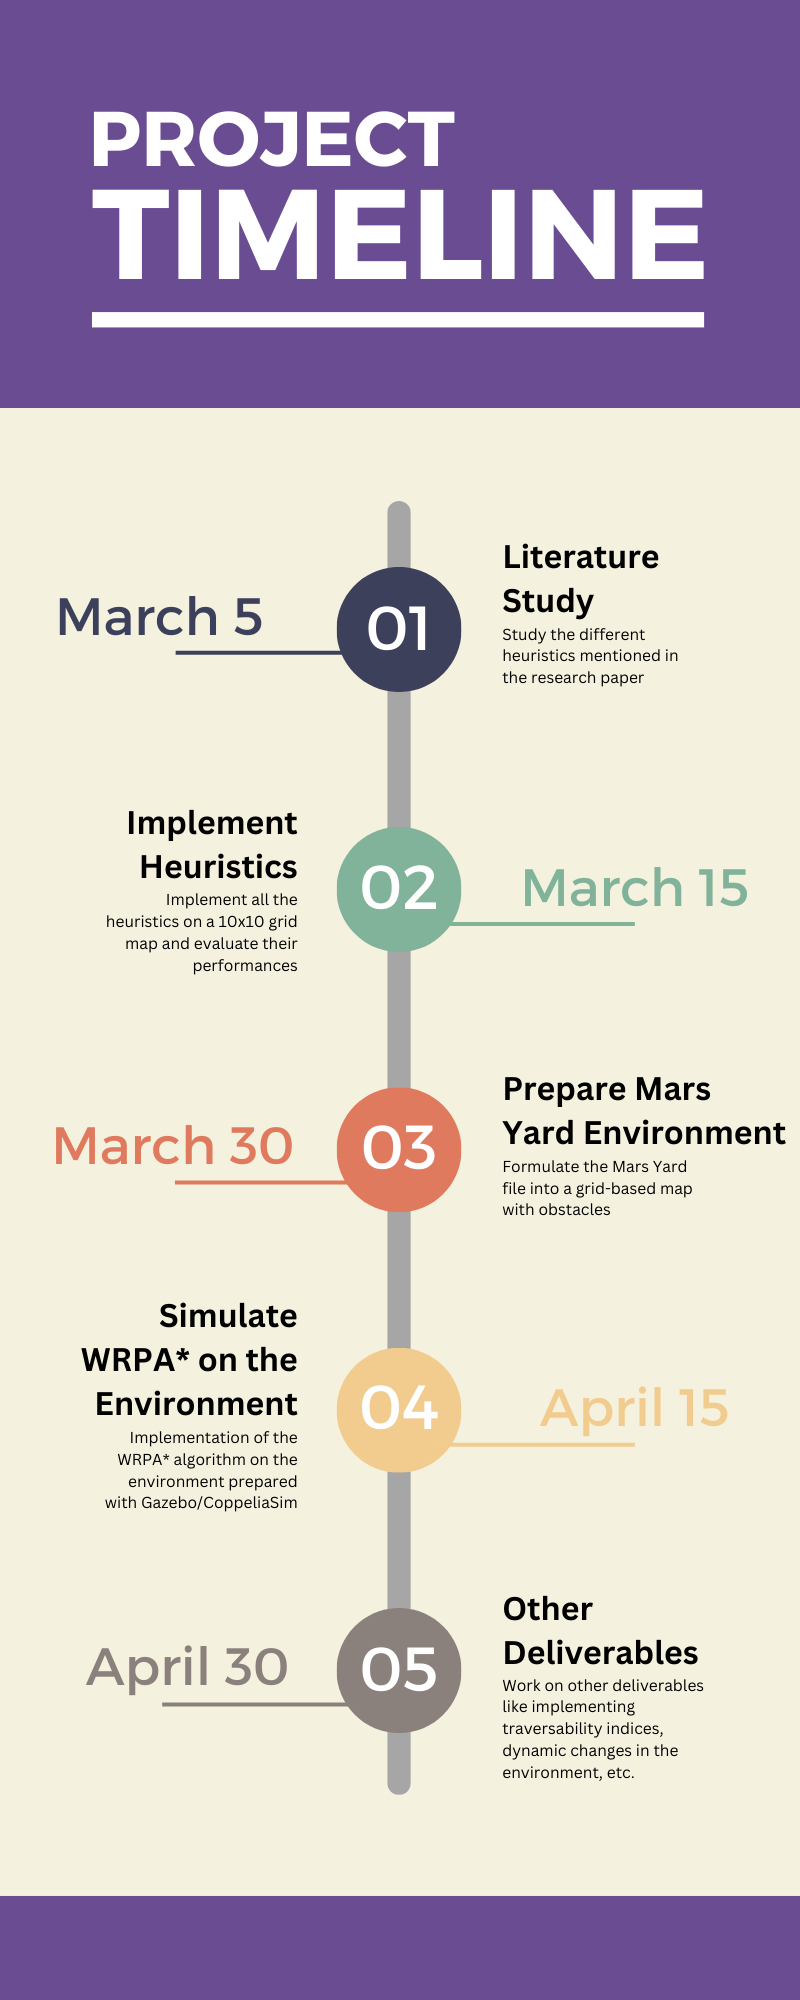 PROJECT
TIMELINE
March 5
01
Literature
Study
Study the different
heuristics mentioned in
the research paper
Implement
Heuristics
Implement all the
heuristics on a 10x10 grid
map and evaluate their
performances
02
March 15
March 30
03
Prepare Mars
Yard Environment
Formulate the Mars Yard
file into a grid-based map
with obstacles
Simulate
WRPA* on the
Environment
Implementation of the
WRPA* algorithm on the
environment prepared
with Gazebo/CoppeliaSim
04
April 15
April 30
05
Other
Deliverables
Work on other deliverables
like implementing
traversability indices,
dynamic changes in the
environment, etc.